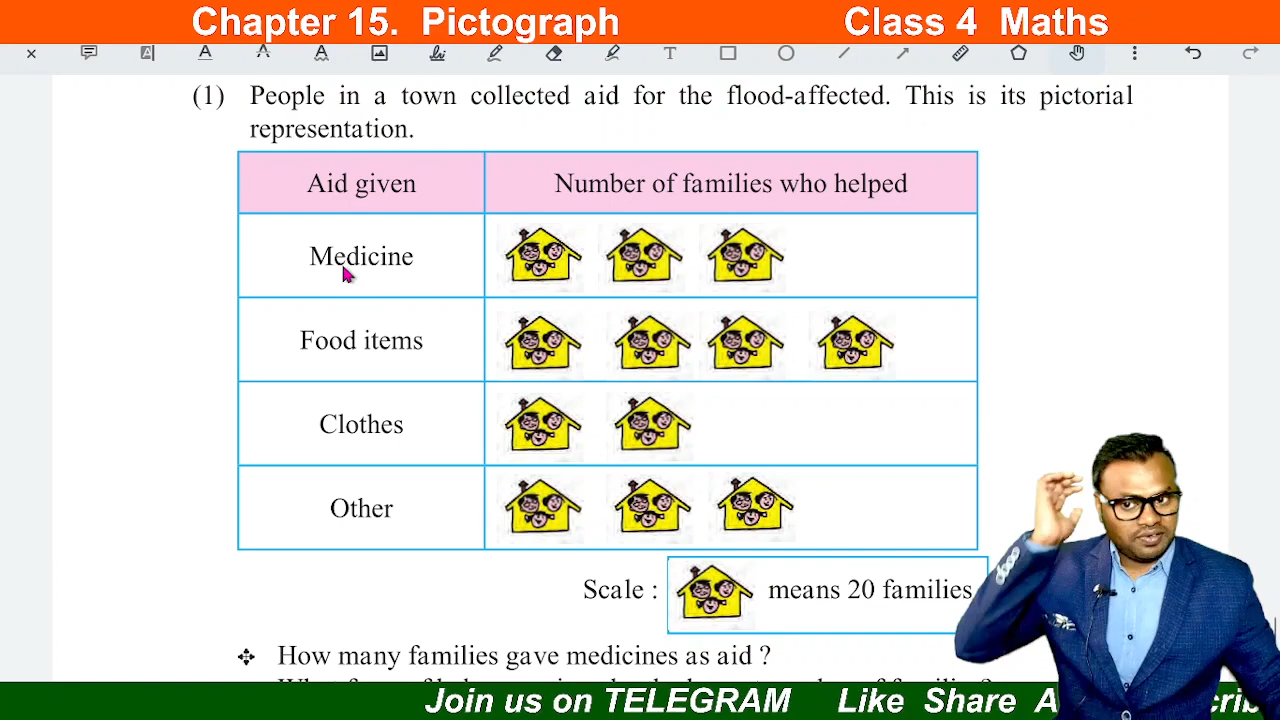 Chapter 15. Pictograph Class 4 Maths
(1) People in a town collected aid for the flood-affected. This is its pictorial
representation.
Aid given Number of families who helped
Medicine
Food items
Clothes
Other
Scale : means 20 families
How many families gave medicines as aid ?
Join us on TELEGRAM Like Share